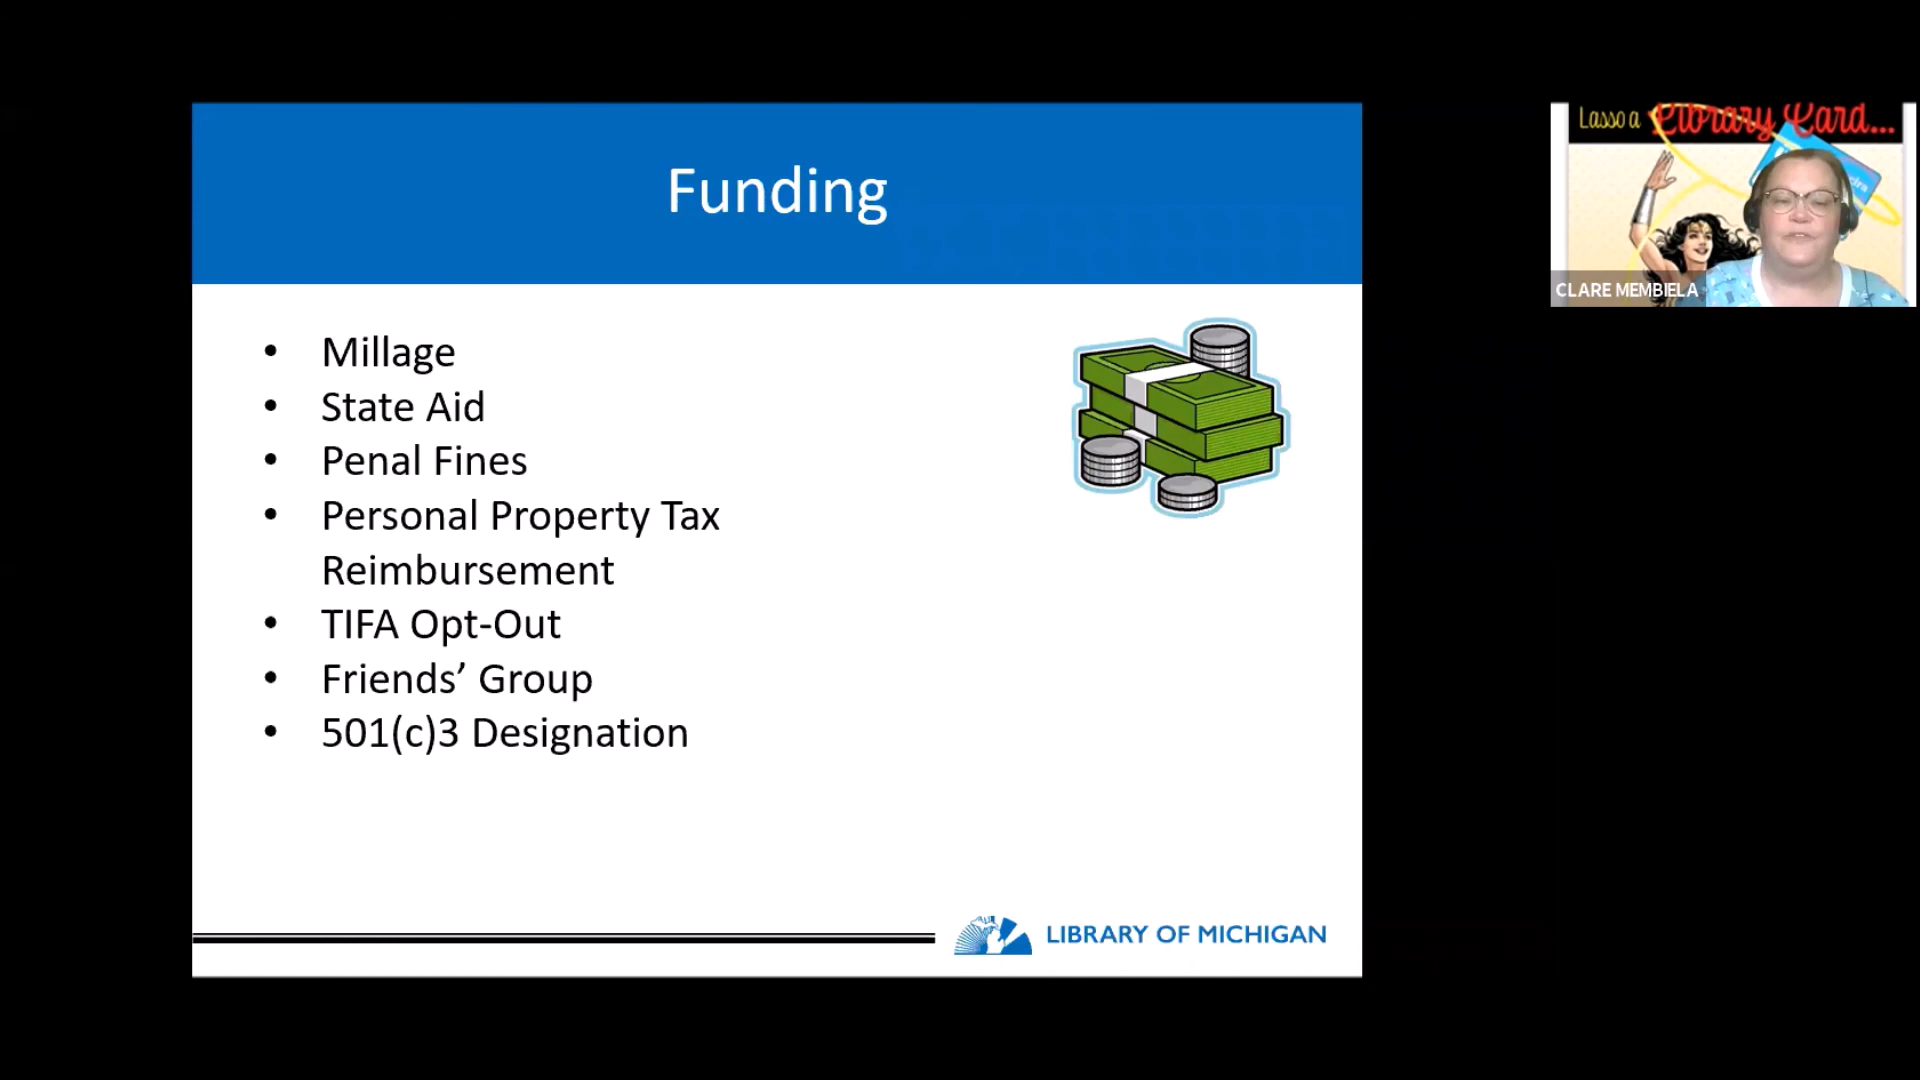 Funding
• Millage
• State Aid
• Penal Fines
• Personal Property Tax
Reimbursement
• TIFA Opt-Out
• Friends’ Group
• 501(c)3 Designation
LIBRARY OF MICHIGAN
Lasso a Library Card...
CLARE MEMBIELA